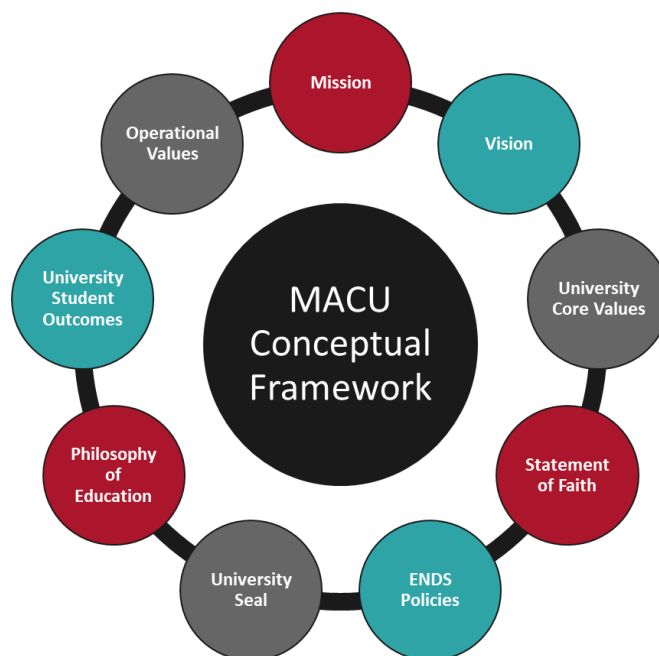 Mission
Vision
University
Core Values
Statement
of Faith
ENDS
Policies
University
Seal
Philosophy
of
Education
University
Student
Outcomes
Operational
Values
MACU
Conceptual
Framework